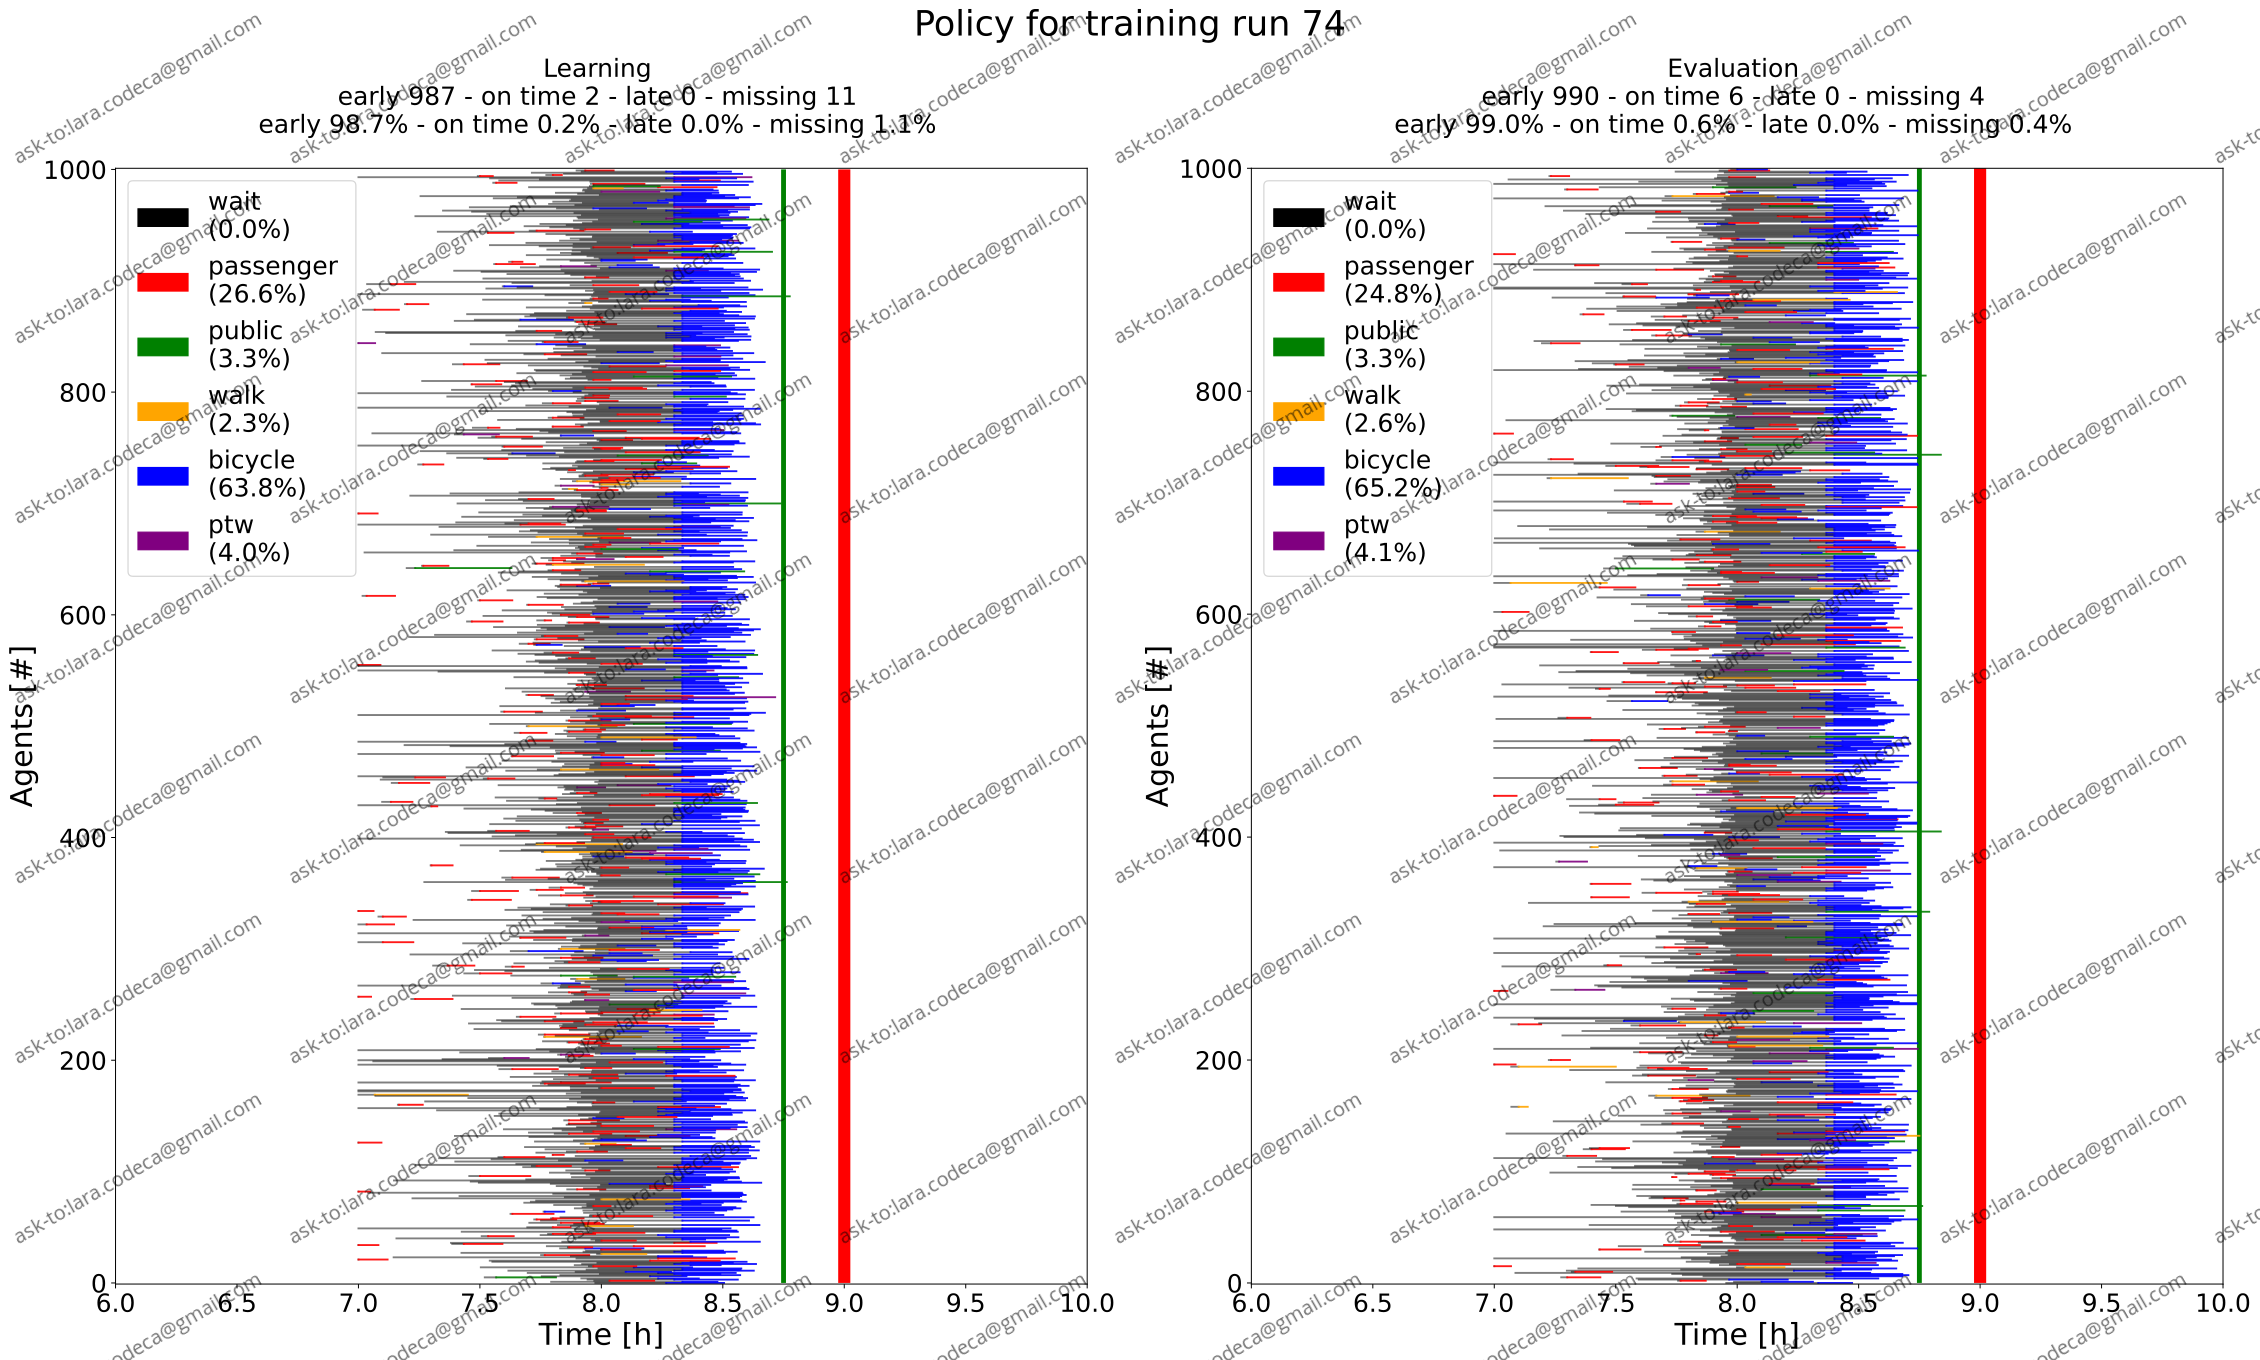 Policy for training run 74
Learning
early 987 - on time 2 - late 0 - missing 11
early 98.7% - on time 0.2% - late 0.0% - missing 1.1%
1000
800
600
400
200
0
Agents [#]
wait
(0.0%)
passenger
(26.6%)
public
(3.3%)
walk
(2.3%)
bicycle
(63.8%)
ptw
(4.0%)
6.0 6.5 7.0 7.5 8.0 8.5 9.0 9.5 10.0
Time [h]
Evaluation
early 990 - on time 6 - late 0 - missing 4
early 99.0% - on time 0.6% - late 0.0% - missing 0.4%
1000
800
600
400
200
0
Agents [#]
wait
(0.0%)
passenger
(24.8%)
public
(3.3%)
walk
(2.6%)
bicycle
(65.2%)
ptw
(4.1%)
6.0 6.5 7.0 7.5 8.0 8.5 9.0 9.5 10.0
Time [h]
ask-to:lara.codeca@gmail.com